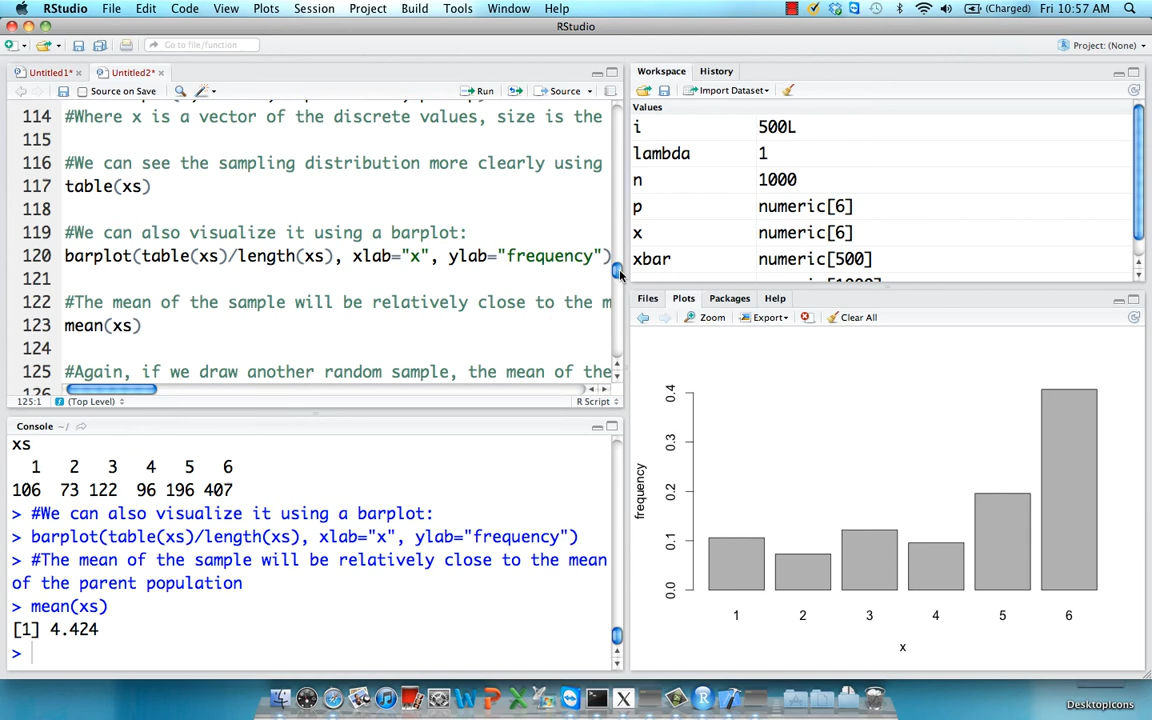 RStudio File Edit Code View Plots Session Project Build Tools Window Help (Charged) Fri 10:57 AM
RStudio
Go to file/function Project: (None)
Untitled1* Untitled2*
Source on Save Run Source
114 #Where x is a vector of the discrete values, size is the
115
116 #We can see the sampling distribution more clearly using
117 table(xs)
118
119 #We can also visualize it using a barplot:
120 barplot(table(xs)/length(xs), xlab="x", ylab="frequency")
121
122 #The mean of the sample will be relatively close to the m
123 mean(xs)
124
125 #Again, if we draw another random sample, the mean of the
126
125:1 (Top Level) R Script
Console ~/
xs
1 2 3 4 5 6
106 73 122 96 196 407
> #We can also visualize it using a barplot:
> barplot(table(xs)/length(xs), xlab="x", ylab="frequency")
> #The mean of the sample will be relatively close to the mean
of the parent population
> mean(xs)
[1] 4.424
>
Workspace History
Import Dataset
Values
i 500L
lambda 1
n 1000
p numeric[6]
x numeric[6]
xbar numeric[500]
Files Plots Packages Help
Zoom Export Clear All
frequency
0.4
0.3
0.2
0.1
0.0
1 2 3 4 5 6
x
DesktopIcons